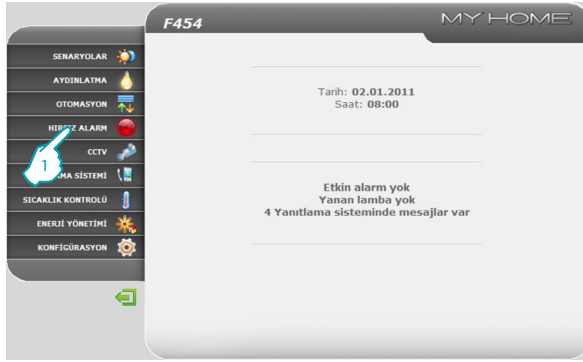 F454
MY HOME
SENARYOLAR
AYDINLATMA
OTOMASYON
ALARM
CCTV
SİSTEMİ
SICAKLIK KONTROLÜ
ENERJİ YÖNETİMİ
KONFİGÜRASYON
1
Tarih: 02.01.2011
Saat: 08:00
Etkin alarm yok
Yanan lamba yok
4 Yanıtlama sisteminde mesajlar var